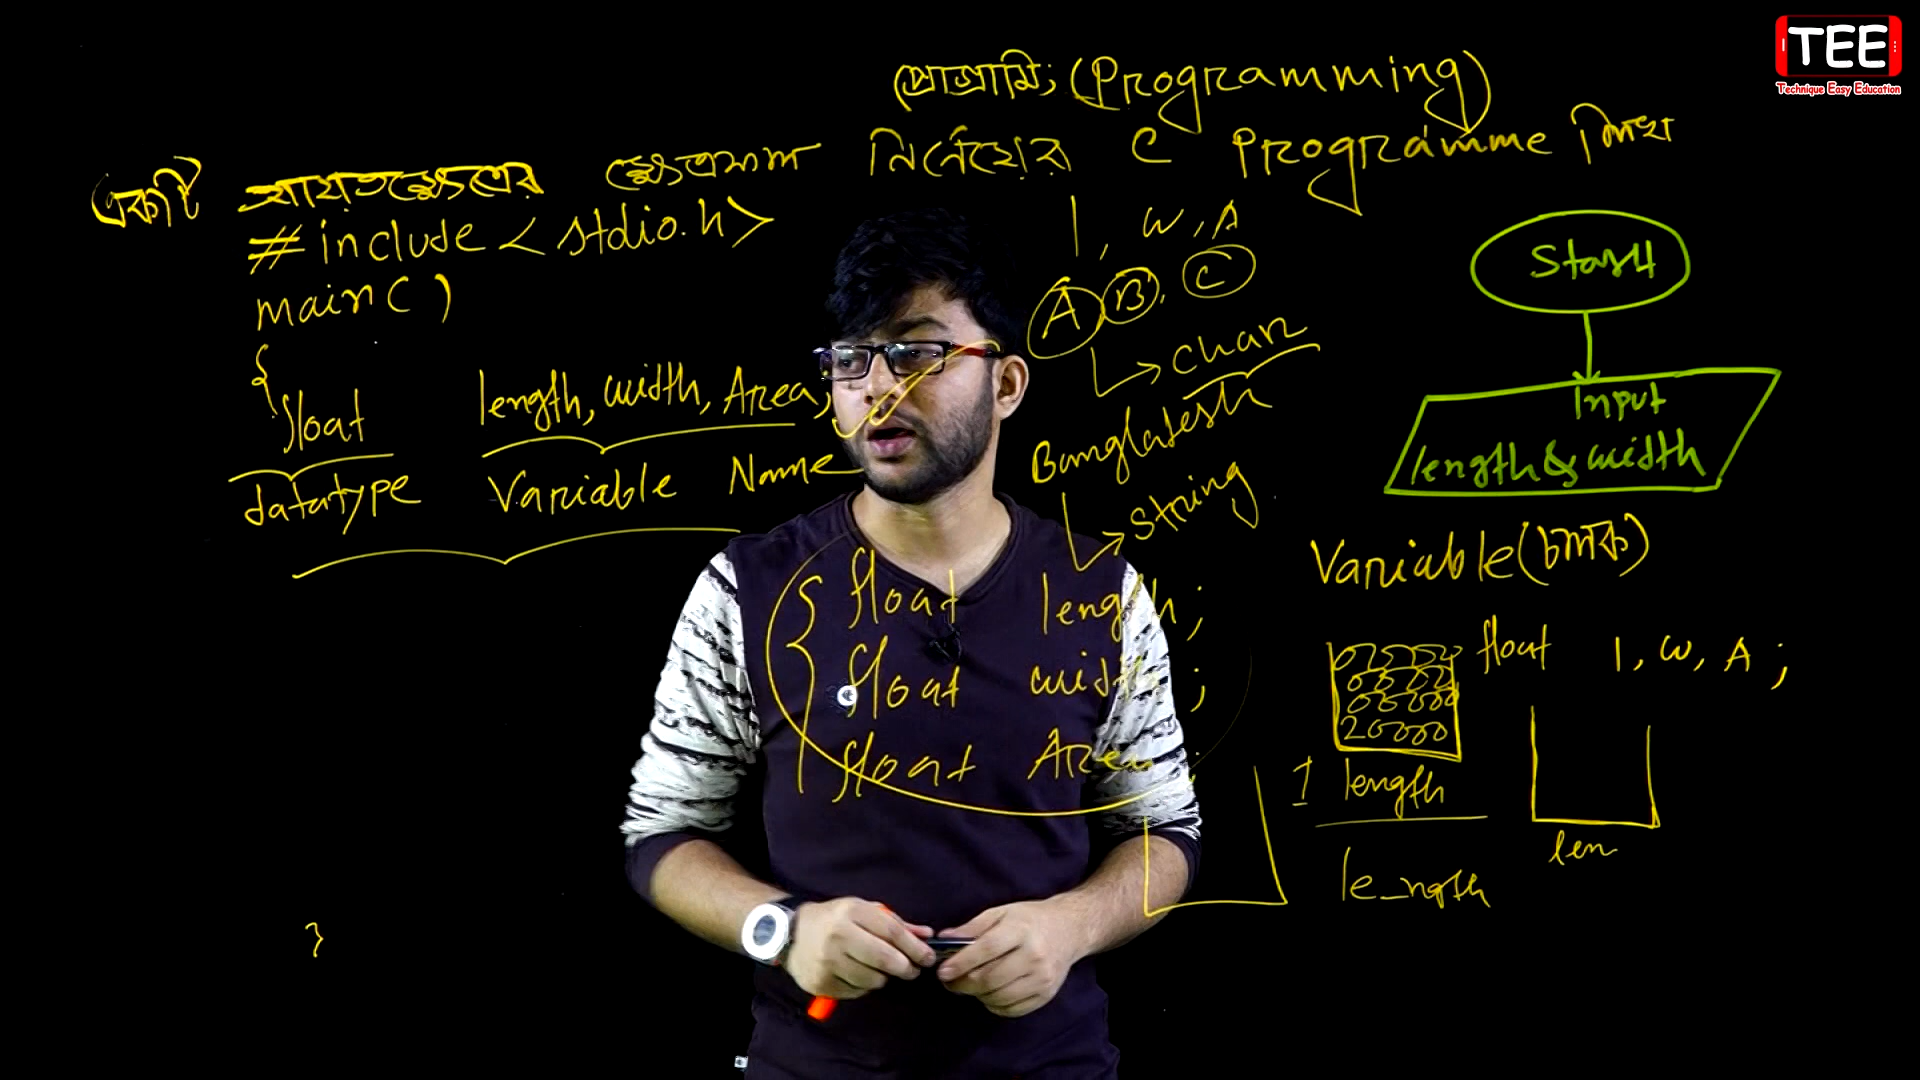 TEE
Technique Easy Education
(Programming)
একটি আয়তক্ষেত্রের ক্ষেত্রফল নির্ণয়ের C Programme লিখ
#include <stdio.h>
main( )
{
float length, width, Area;
datatype Variable Name
}
l, w, A
A B, C
char
Bangladesh
String
{ float length;
float width;
float Area;
Start
Input
length & width
Variable(চলক)
float l, w, A;
1 length
le_ngth
len